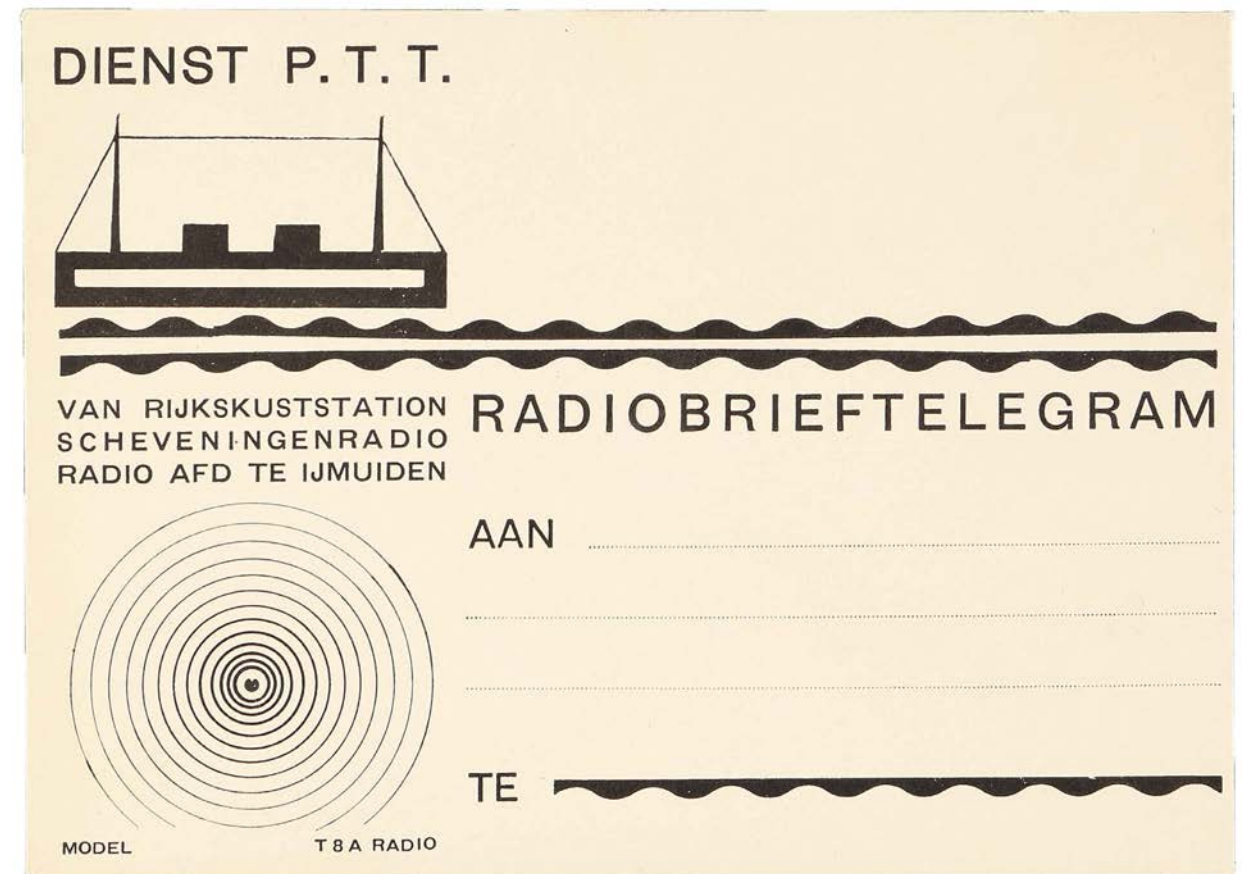 DIENST P. T. T.
VAN RIJKSKUSTSTATION
SCHEVENINGENRADIO
RADIO AFD TE IJMUIDEN
RADIOBRIEFTELEGRAM
AAN
TE
MODEL T 8 A RADIO